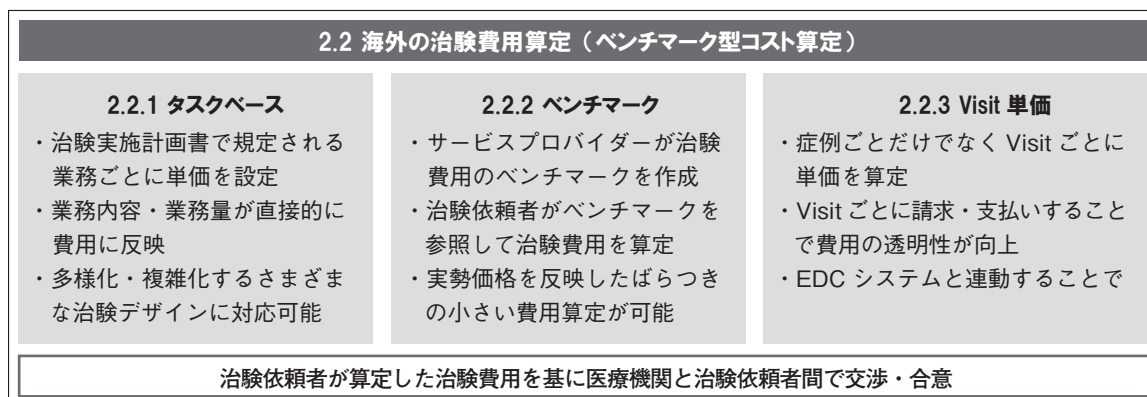 2.2 海外の治験費用算定（ベンチマーク型コスト算定）
2.2.1 タスクベース
・治験実施計画書で規定される
業務ごとに単価を設定
・業務内容・業務量が直接的に
費用に反映
・多様化・複雑化するさまざま
な治験デザインに対応可能
2.2.2 ベンチマーク
・サービスプロバイダーが治験
費用のベンチマークを作成
・治験依頼者がベンチマークを
参照して治験費用を算定
・実勢価格を反映したばらつき
の小さい費用算定が可能
2.2.3 Visit 単価
・症例ごとだけでなく Visit ごとに
単価を算定
・Visit ごとに請求・支払いすること
で費用の透明性が向上
・EDC システムと連動することで
治験依頼者が算定した治験費用を基に医療機関と治験依頼者間で交渉・合意